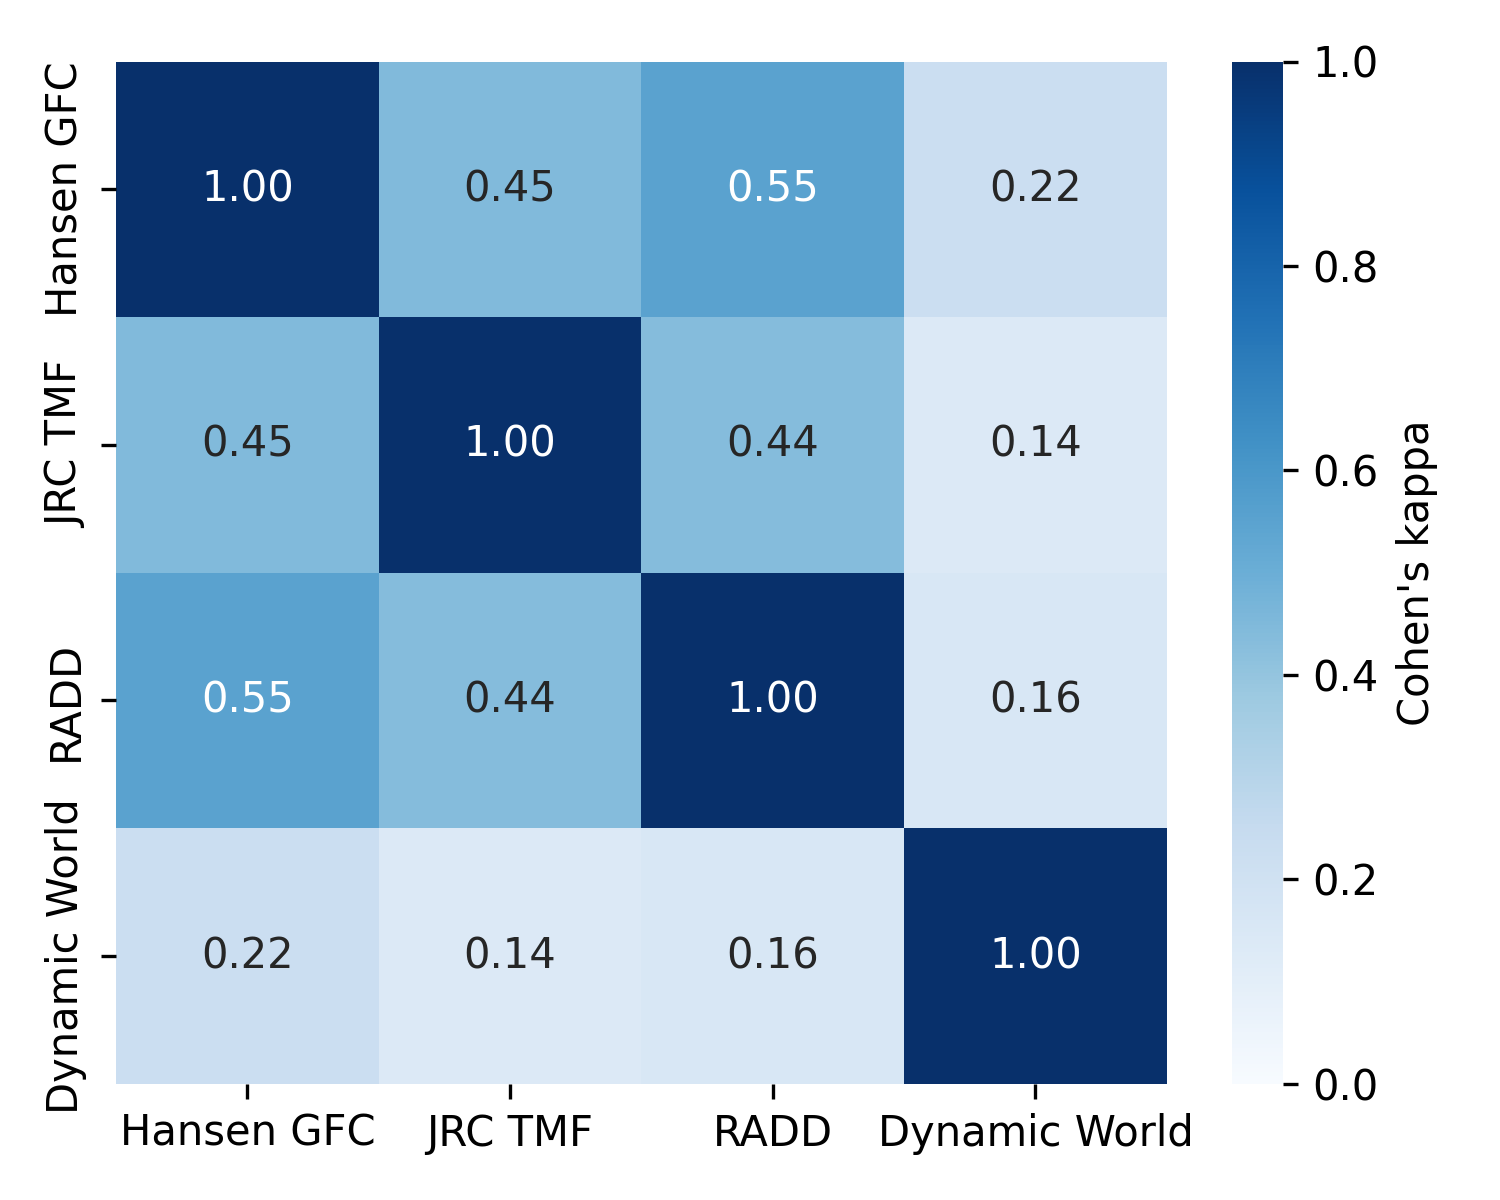 Hansen GFC
1.00 0.45 0.55 0.22
JRC TMF
0.45 1.00 0.44 0.14
RADD
0.55 0.44 1.00 0.16
Dynamic World
0.22 0.14 0.16 1.00
Hansen GFC JRC TMF RADD Dynamic World
1.0
0.8
0.6
0.4
0.2
0.0
Cohen's kappa